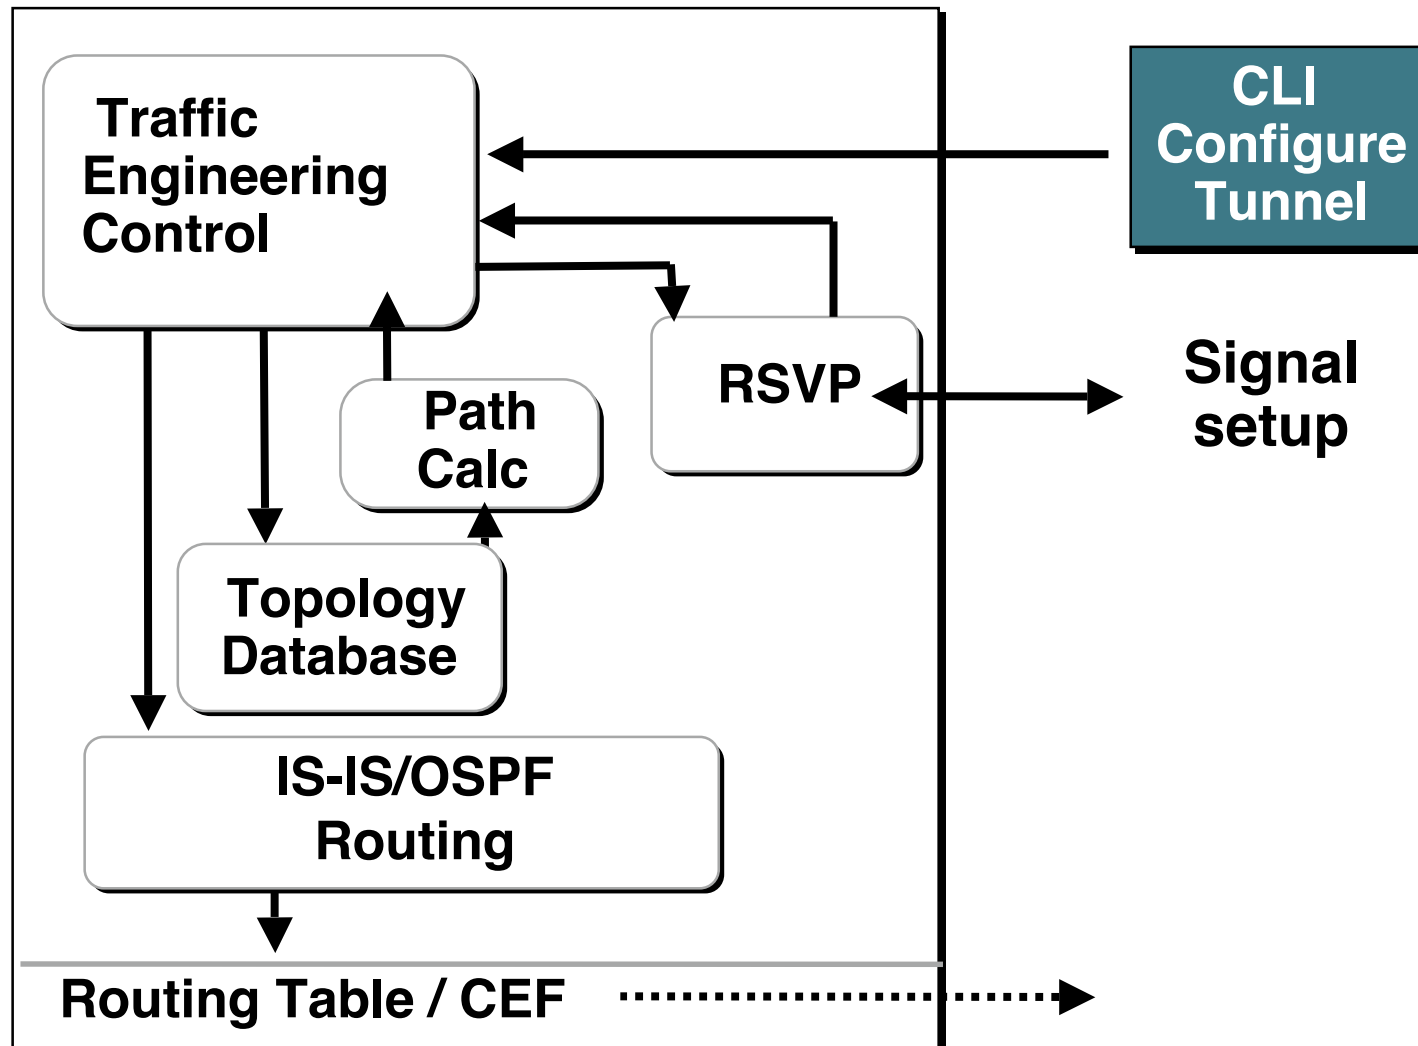 Traffic
Engineering
Control
CLI
Configure
Tunnel
RSVP
Signal
setup
Path
Calc
Topology
Database
IS-IS/OSPF
Routing
Routing Table / CEF